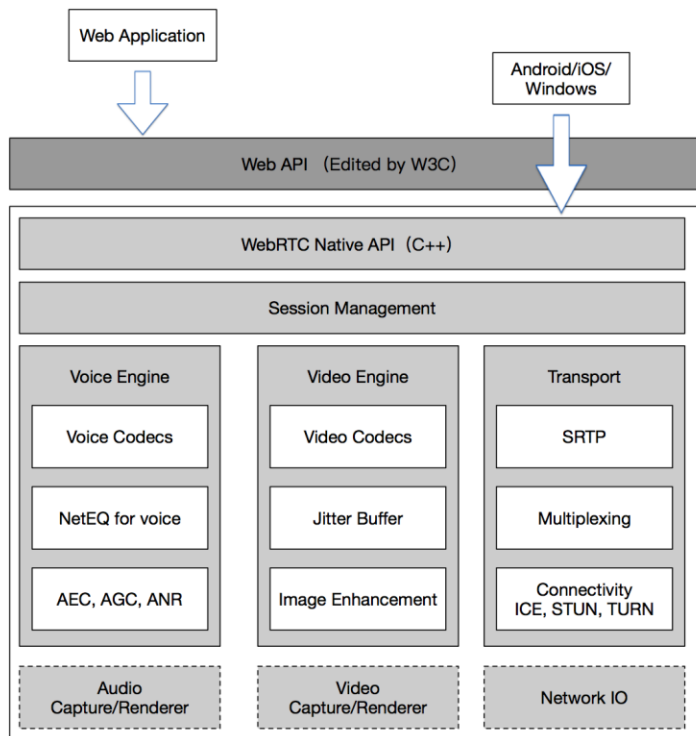 Web Application
Android/iOS/
Windows
Web API （Edited by W3C）
WebRTC Native API（C++）
Session Management
Voice Engine
Voice Codecs
NetEQ for voice
AEC, AGC, ANR
Video Engine
Video Codecs
Jitter Buffer
Image Enhancement
Transport
SRTP
Multiplexing
Connectivity
ICE, STUN, TURN
Audio
Capture/Renderer
Video
Capture/Renderer
Network IO